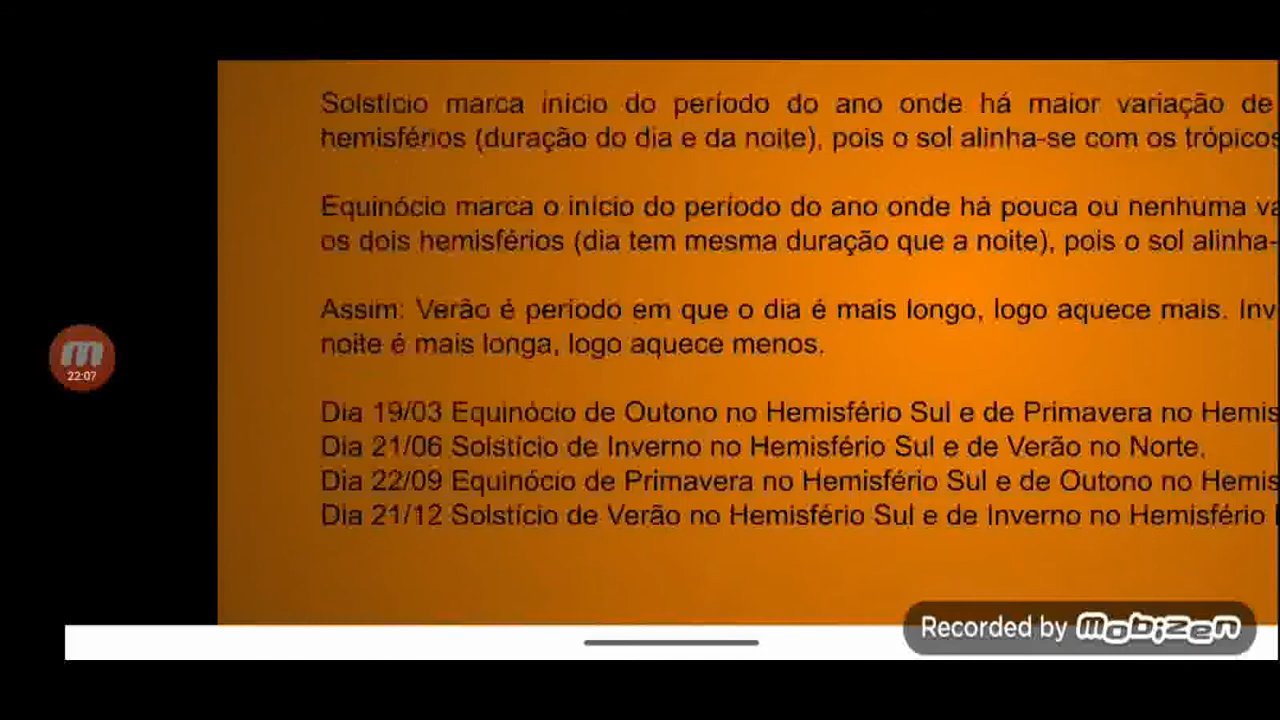 Solstício marca início do período do ano onde há maior variação de
hemisférios (duração do dia e da noite), pois o sol alinha-se com os trópicos
Equinócio marca o início do período do ano onde há pouca ou nenhuma
os dois hemisférios (dia tem mesma duração que a noite), pois o sol alinha-
Assim: Verão é período em que o dia é mais longo, logo aquece mais.
noite é mais longa, logo aquece menos.
22:07
Dia 19/03 Equinócio de Outono no Hemisfério Sul e de Primavera no
Dia 21/06 Solstício de Inverno no Hemisfério Sul e de Verão no Norte.
Dia 22/09 Equinócio de Primavera no Hemisfério Sul e de Outono no
Dia 21/12 Solstício de Verão no Hemisfério Sul e de Inverno no Hemisfério
Recorded by Mobizen